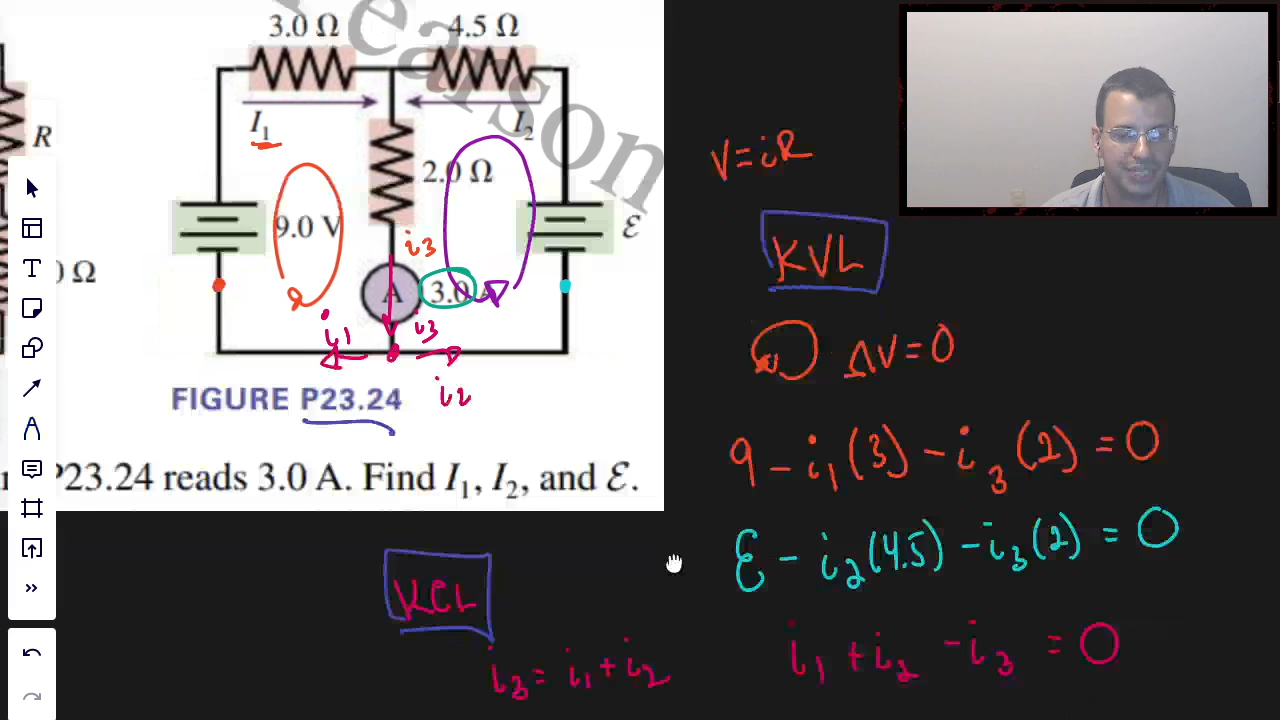 3.0 Ω
4.5 Ω
earson
R
I₁
I₂
2.0 Ω
9.0 V
ℰ
i₃
0 Ω
A
3.0 A
i₁
i₃
i₂
FIGURE P23.24
P23.24 reads 3.0 A. Find I₁, I₂, and ℰ.
KCL
i₃ = i₁ + i₂
V = iR
KVL
ΔV = 0
9 - i₁(3) - i₃(2) = 0
ℰ - i₂(4.5) - i₃(2) = 0
i₁ + i₂ - i₃ = 0
T
A
»